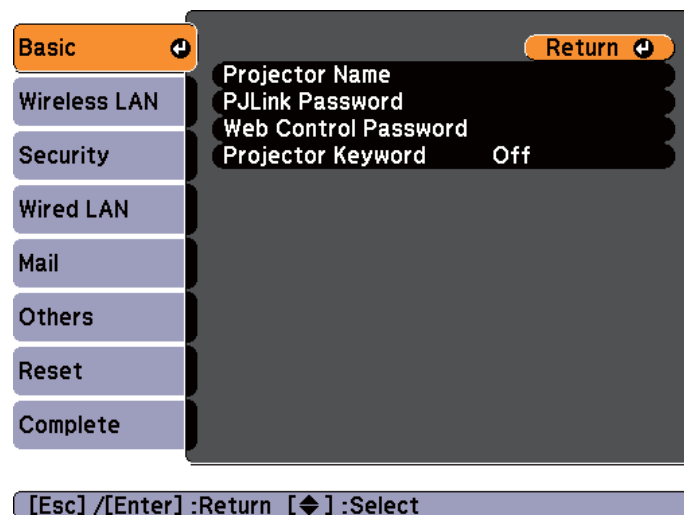 Basic
Wireless LAN
Security
Wired LAN
Mail
Others
Reset
Complete
Return
Projector Name
PJLink Password
Web Control Password
Projector Keyword Off
[Esc] /[Enter] :Return [◆] :Select